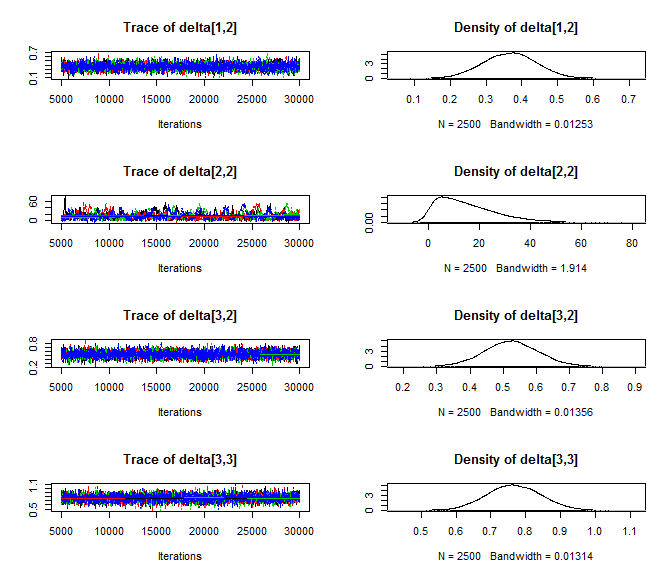 Trace of delta[1,2]
0.1 0.7
5000 10000 15000 20000 25000 30000
Iterations
Density of delta[1,2]
0 3
0.1 0.2 0.3 0.4 0.5 0.6 0.7
N = 2500 Bandwidth = 0.01253
Trace of delta[2,2]
0 60
5000 10000 15000 20000 25000 30000
Iterations
Density of delta[2,2]
0.00
0 20 40 60 80
N = 2500 Bandwidth = 1.914
Trace of delta[3,2]
0.2 0.8
5000 10000 15000 20000 25000 30000
Iterations
Density of delta[3,2]
0 3
0.2 0.3 0.4 0.5 0.6 0.7 0.8 0.9
N = 2500 Bandwidth = 0.01356
Trace of delta[3,3]
0.5 1.1
5000 10000 15000 20000 25000 30000
Iterations
Density of delta[3,3]
0 3
0.5 0.6 0.7 0.8 0.9 1.0 1.1
N = 2500 Bandwidth = 0.01314